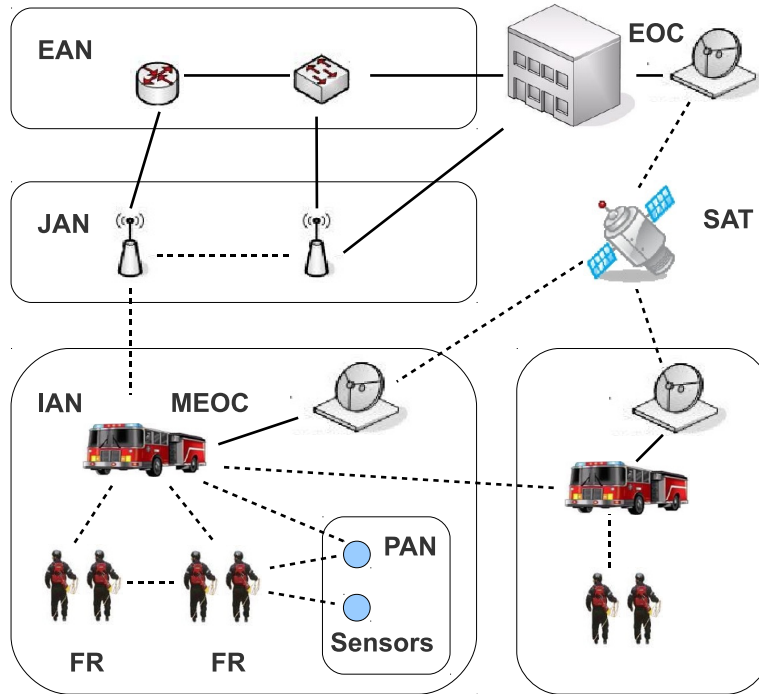 EAN
EOC
JAN
SAT
IAN
MEOC
PAN
Sensors
FR
FR